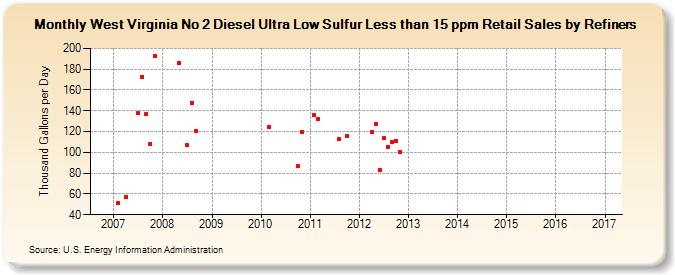 Monthly West Virginia No 2 Diesel Ultra Low Sulfur Less than 15 ppm Retail Sales by Refiners
Thousand Gallons per Day
200
180
160
140
120
100
80
60
40
2007 2008 2009 2010 2011 2012 2013 2014 2015 2016 2017
Source: U.S. Energy Information Administration